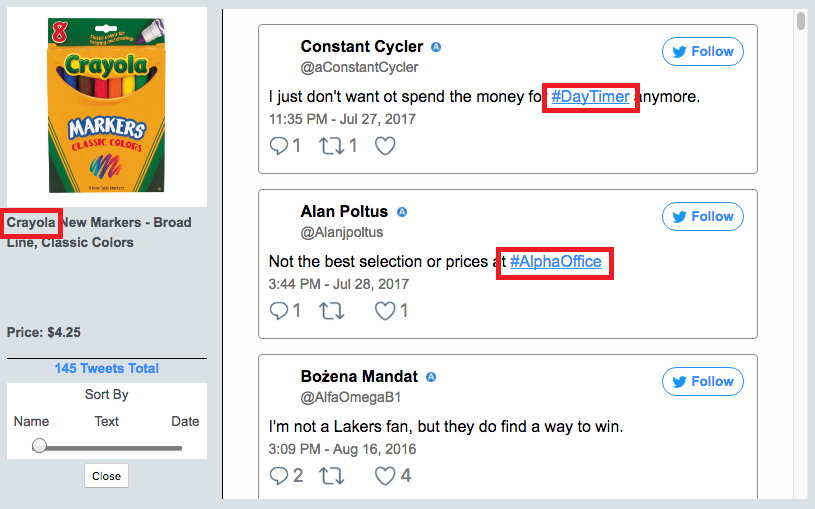 8
Crayola
MARKERS
CLASSIC COLORS
Crayola New Markers - Broad
Line, Classic Colors
Price: $4.25
145 Tweets Total
Sort By
Name Text Date
Close
Constant Cycler
@aConstantCycler
Follow
I just don't want ot spend the money for #DayTimer anymore.
11:35 PM - Jul 27, 2017
1 1
Alan Poltus
@Alanjpoltus
Follow
Not the best selection or prices at #AlphaOffice
3:44 PM - Jul 28, 2017
1 1
Bożena Mandat
@AlfaOmegaB1
Follow
I'm not a Lakers fan, but they do find a way to win.
3:09 PM - Aug 16, 2016
2 4